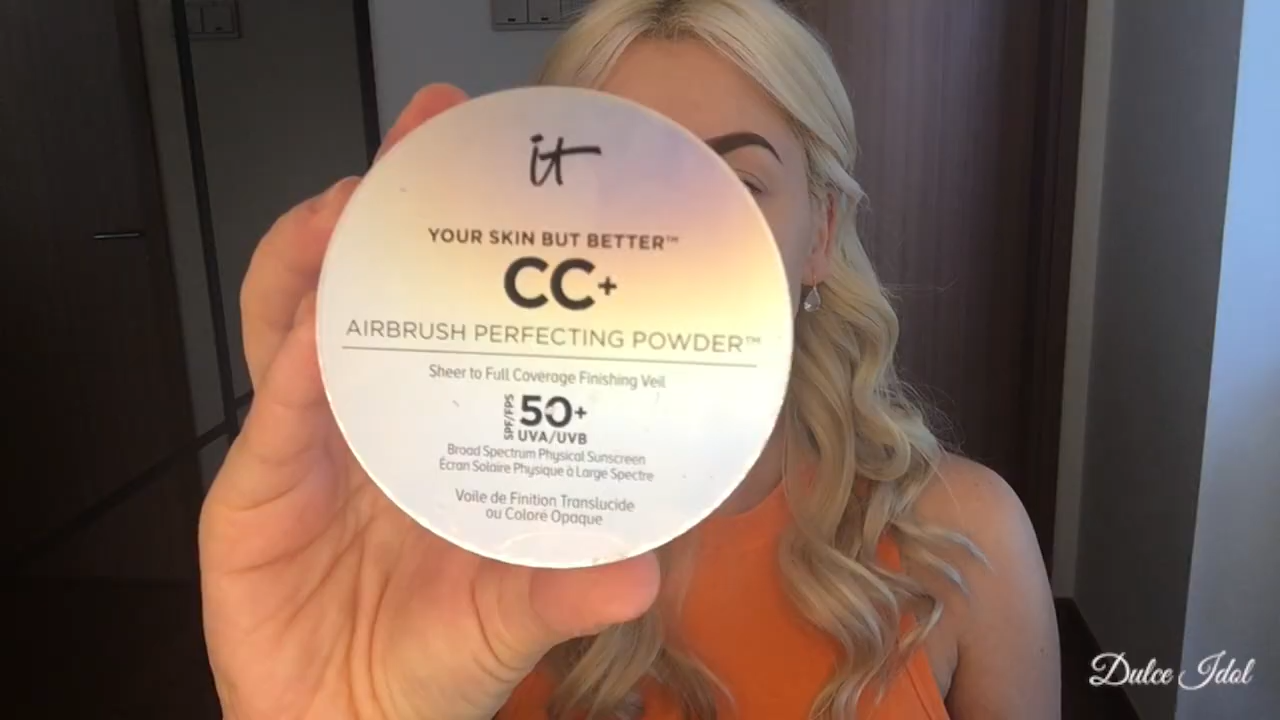 it
YOUR SKIN BUT BETTER™
CC+
AIRBRUSH PERFECTING POWDER™
Sheer to Full Coverage Finishing Veil
SPF/FPS
50+
UVA/UVB
Broad Spectrum Physical Sunscreen
Écran Solaire Physique à Large Spectre
Voile de Finition Translucide
ou Coloré Opaque
Dulce Idol